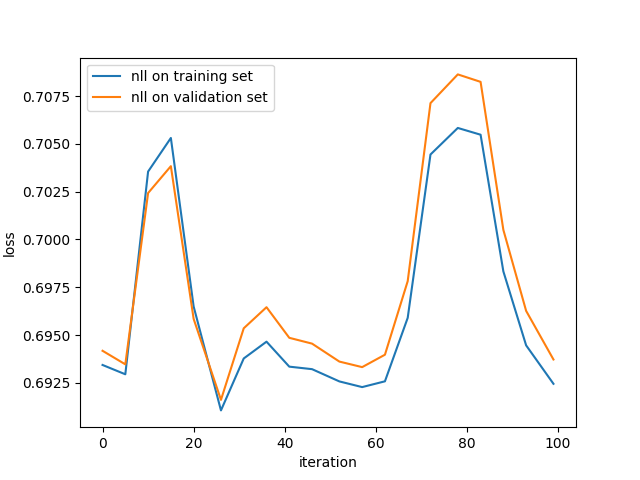 nll on training set
nll on validation set
0.7075
0.7050
0.7025
0.7000
0.6975
0.6950
0.6925
loss
0 20 40 60 80 100
iteration